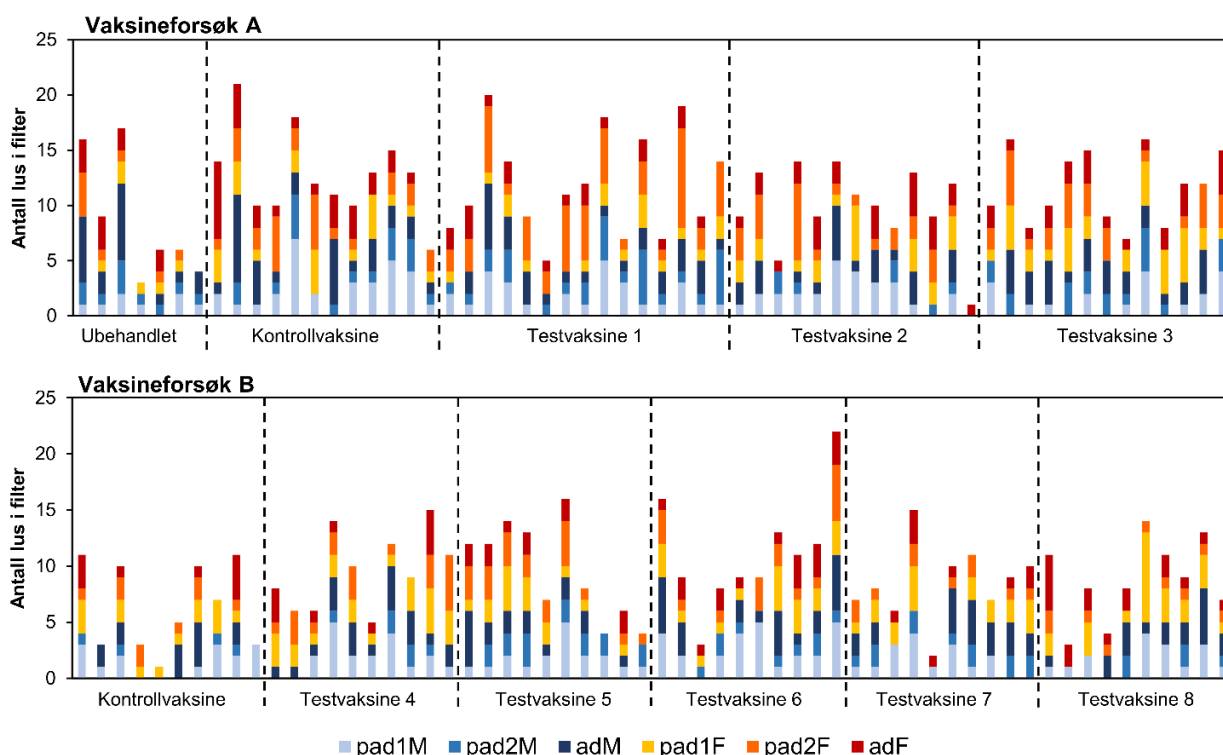 Vaksineforsøk A
Antall lus i filter
25
20
15
10
5
0
Ubehandlet Kontrollvaksine Testvaksine 1 Testvaksine 2 Testvaksine 3
Vaksineforsøk B
Antall lus i filter
25
20
15
10
5
0
Kontrollvaksine Testvaksine 4 Testvaksine 5 Testvaksine 6 Testvaksine 7 Testvaksine 8
pad1M pad2M adM pad1F pad2F adF